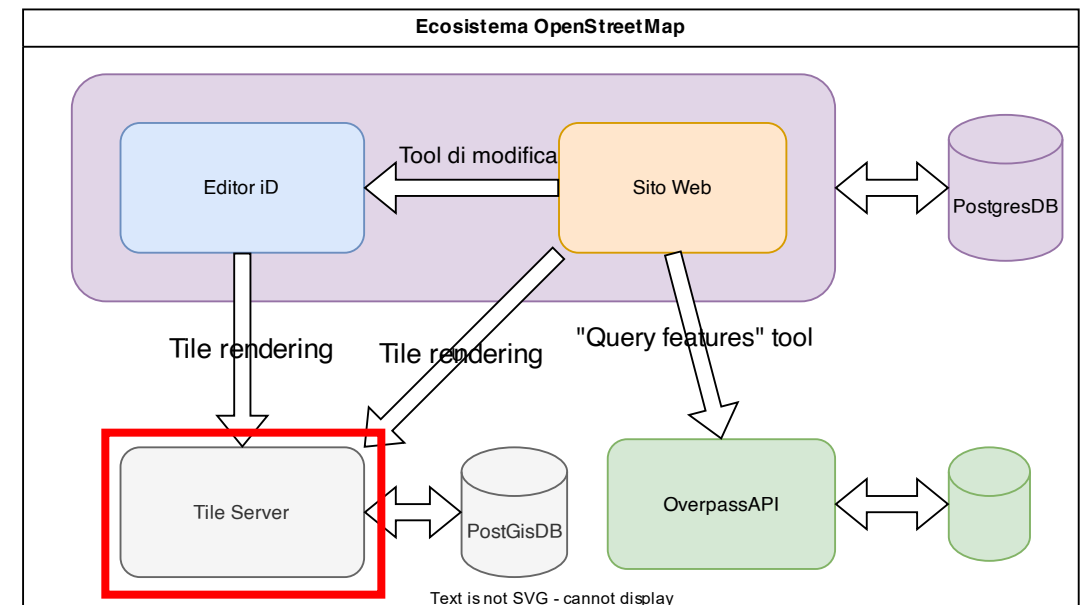 Ecosistema OpenStreetMap
Tool di modifica
Editor iD
Sito Web
PostgresDB
Tile rendering
Tile rendering
"Query features" tool
Tile Server
PostGisDB
OverpassAPI
Text is not SVG - cannot display